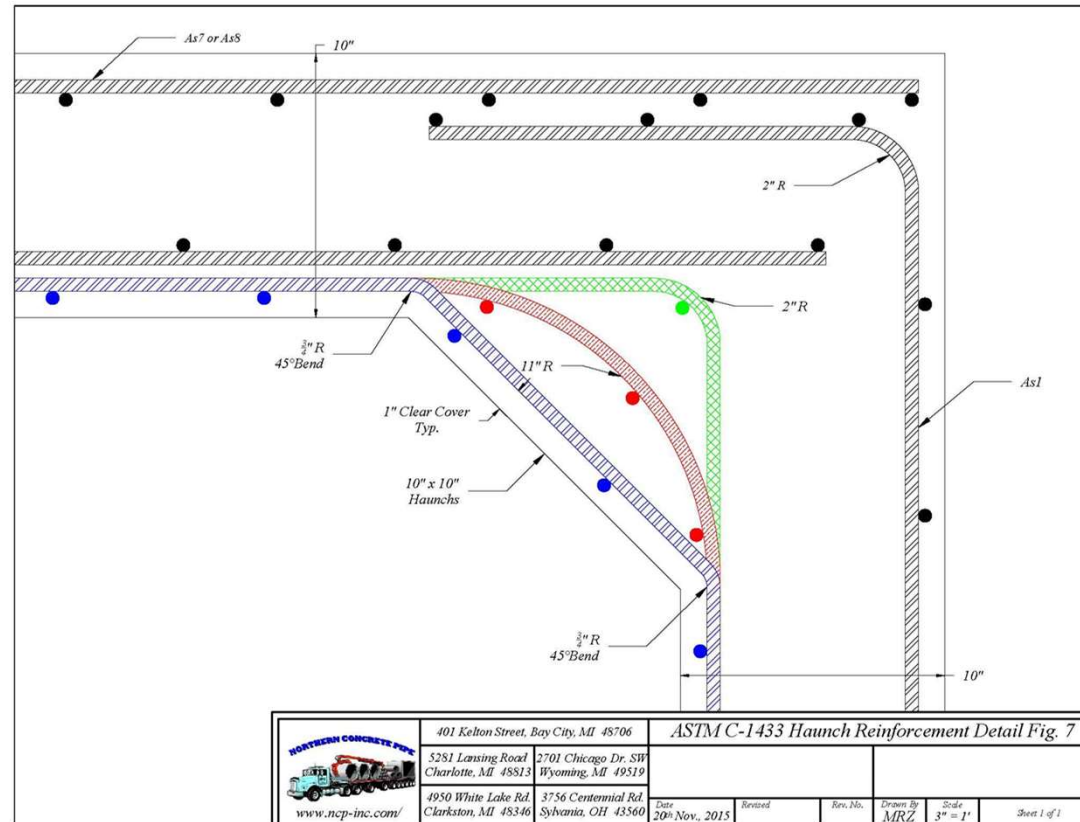 As7 or As8
10"
2" R
2" R
3/4" R
45°Bend
11" R
As1
1" Clear Cover
Typ.
10" x 10"
Haunchs
3/4" R
45°Bend
10"
NORTHERN CONCRETE PIPE
www.ncp-inc.com/
401 Kelton Street, Bay City, MI 48706
5281 Lansing Road
Charlotte, MI 48813
2701 Chicago Dr. SW
Wyoming, MI 49519
4950 White Lake Rd.
Clarkston, MI 48346
3756 Centennial Rd.
Sylvania, OH 43560
ASTM C-1433 Haunch Reinforcement Detail Fig. 7
Date
20th Nov., 2015
Revised
Rev. No.
Drawn By
MRZ
Scale
3" = 1'
Sheet 1 of 1